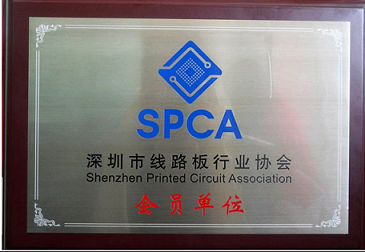 SPCA
深圳市线路板行业协会
Shenzhen Printed Circuit Association
会员单位